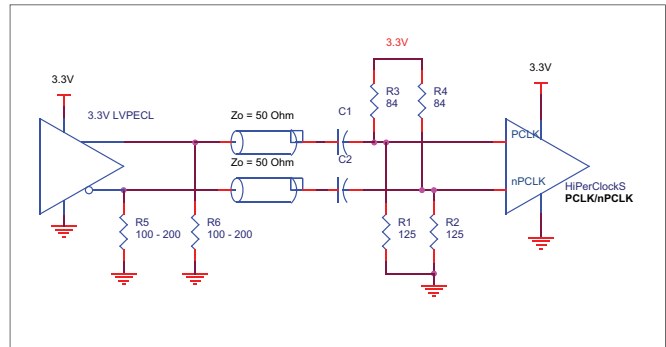 3.3V
3.3V
3.3V
3.3V LVPECL
R3
84
R4
84
Zo = 50 Ohm
C1
PCLK
Zo = 50 Ohm
C2
nPCLK
HiPerClockS
PCLK/nPCLK
R5
100 - 200
R6
100 - 200
R1
125
R2
125